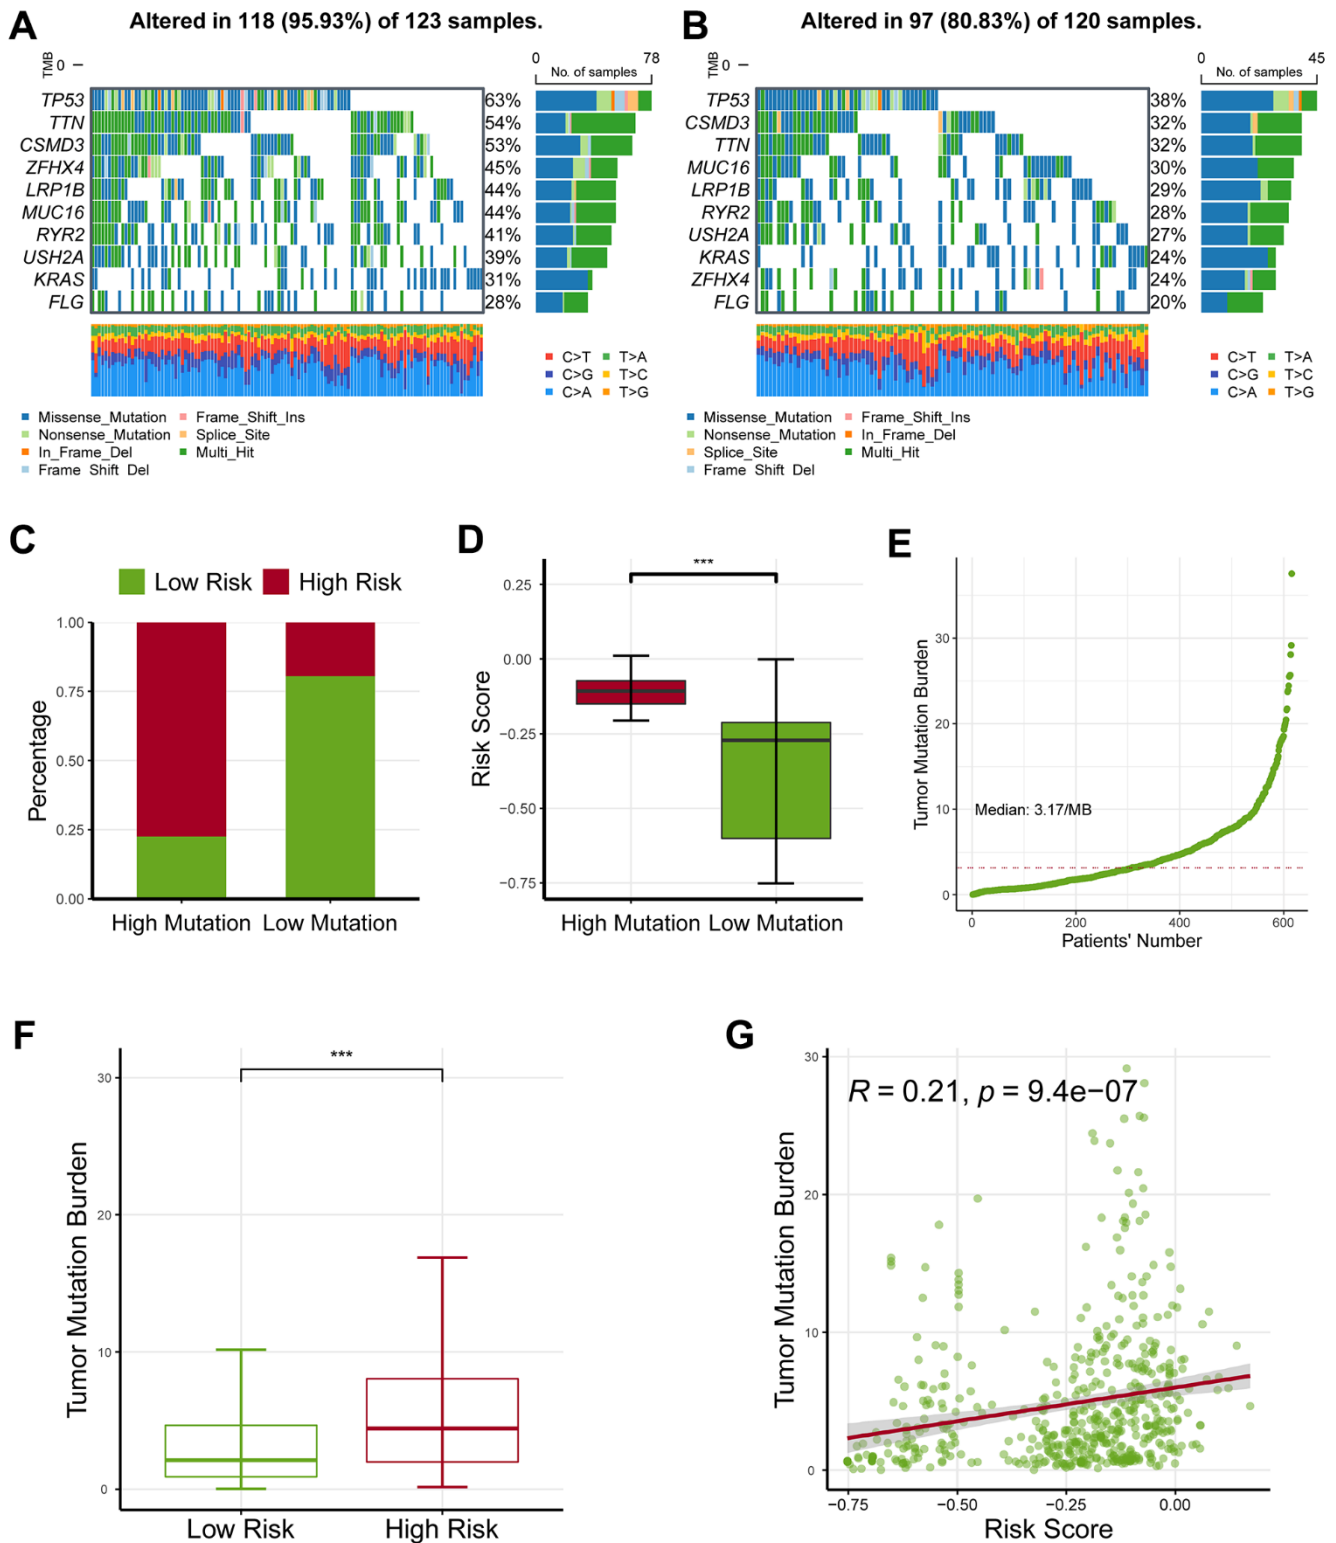 A
Altered in 118 (95.93%) of 123 samples.
TMB
0
0 78
No. of samples
TP53 63%
TTN 54%
CSMD3 53%
ZFHX4 45%
LRP1B 44%
MUC16 44%
RYR2 41%
USH2A 39%
KRAS 31%
FLG 28%
C>T T>A
C>G T>C
C>A T>G
Missense_Mutation Frame_Shift_Ins
Nonsense_Mutation Splice_Site
In_Frame_Del Multi_Hit
Frame_Shift_Del
B
Altered in 97 (80.83%) of 120 samples.
TMB
0
0 45
No. of samples
TP53 38%
CSMD3 32%
TTN 32%
MUC16 30%
LRP1B 29%
RYR2 28%
USH2A 27%
KRAS 24%
ZFHX4 24%
FLG 20%
C>T T>A
C>G T>C
C>A T>G
Missense_Mutation Frame_Shift_Ins
Nonsense_Mutation In_Frame_Del
Splice_Site Multi_Hit
Frame_Shift_Del
C
Low Risk High Risk
Percentage
1.00
0.75
0.50
0.25
0.00
High Mutation Low Mutation
D
***
Risk Score
0.25
0.00
−0.25
−0.50
−0.75
High Mutation Low Mutation
E
Tumor Mutation Burden
30
20
10
0
Median: 3.17/MB
0 200 400 600
Patients' Number
F
***
Tumor Mutation Burden
30
20
10
0
Low Risk High Risk
G
R = 0.21, p = 9.4e−07
Tumor Mutation Burden
30
20
10
0
−0.75 −0.50 −0.25 0.00
Risk Score